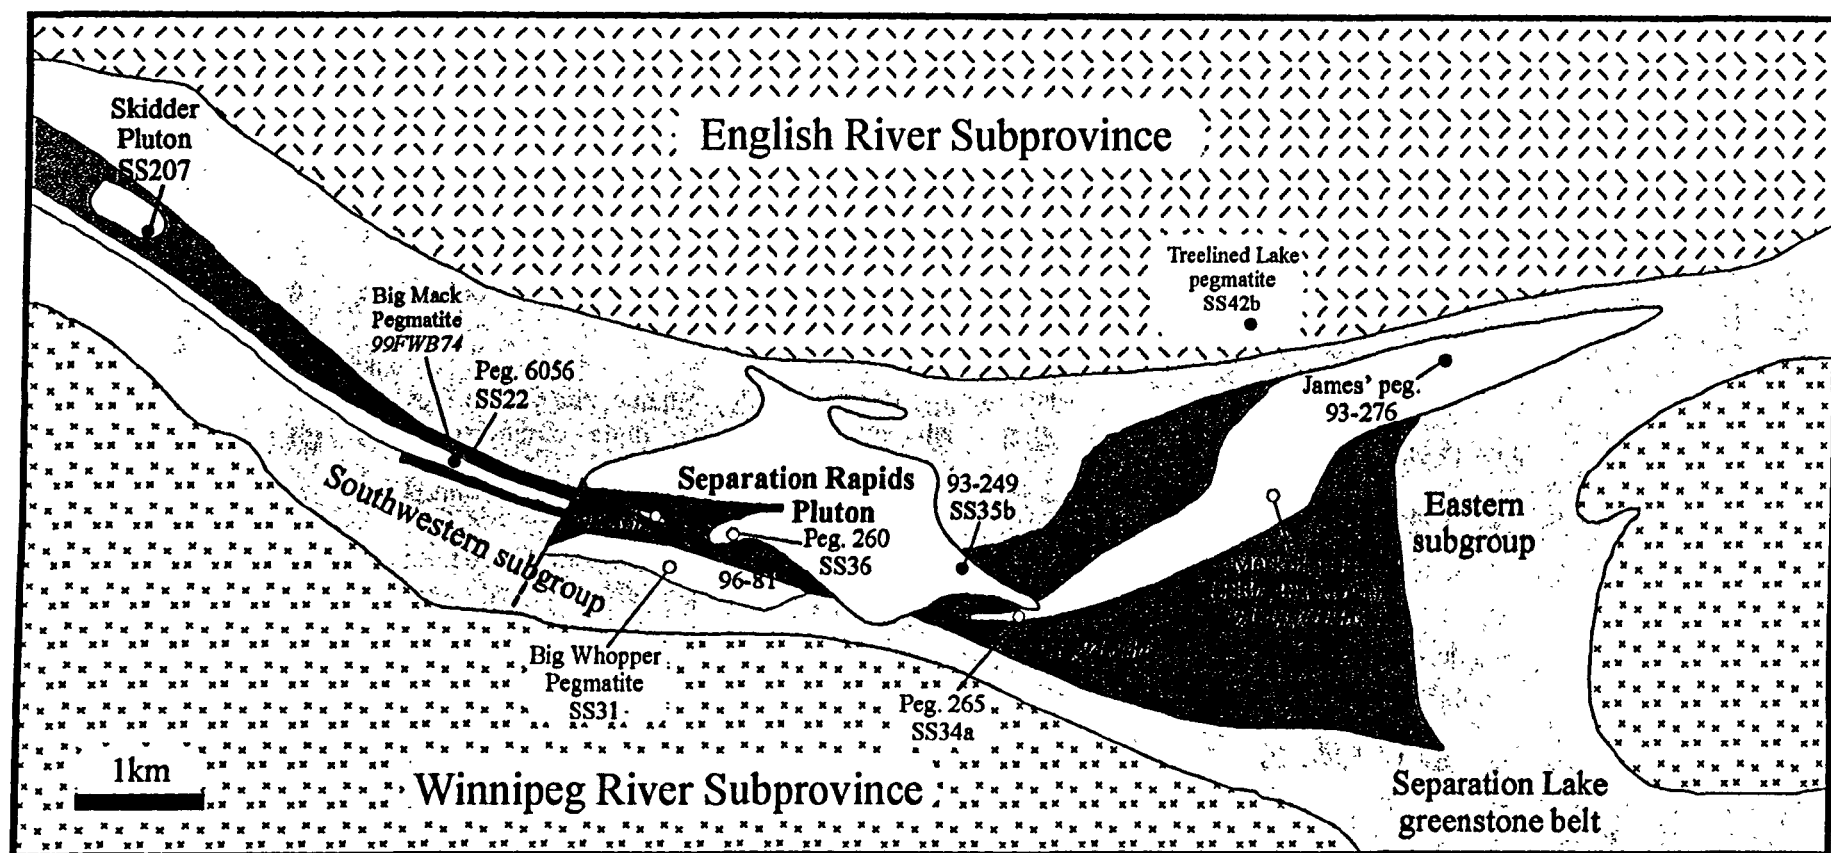 English River Subprovince
Skidder
Pluton
SS207
Treelined Lake
pegmatite
SS42b
Big Mack
Pegmatite
99FWB74
Peg. 6056
SS22
James' peg.
93-276
Separation Rapids
Pluton
Peg. 260
SS36
93-249
SS35b
Eastern
subgroup
Southwestern subgroup
96-81
Big Whopper
Pegmatite
SS31
Peg. 265
SS34a
1km
Winnipeg River Subprovince
Separation Lake
greenstone belt